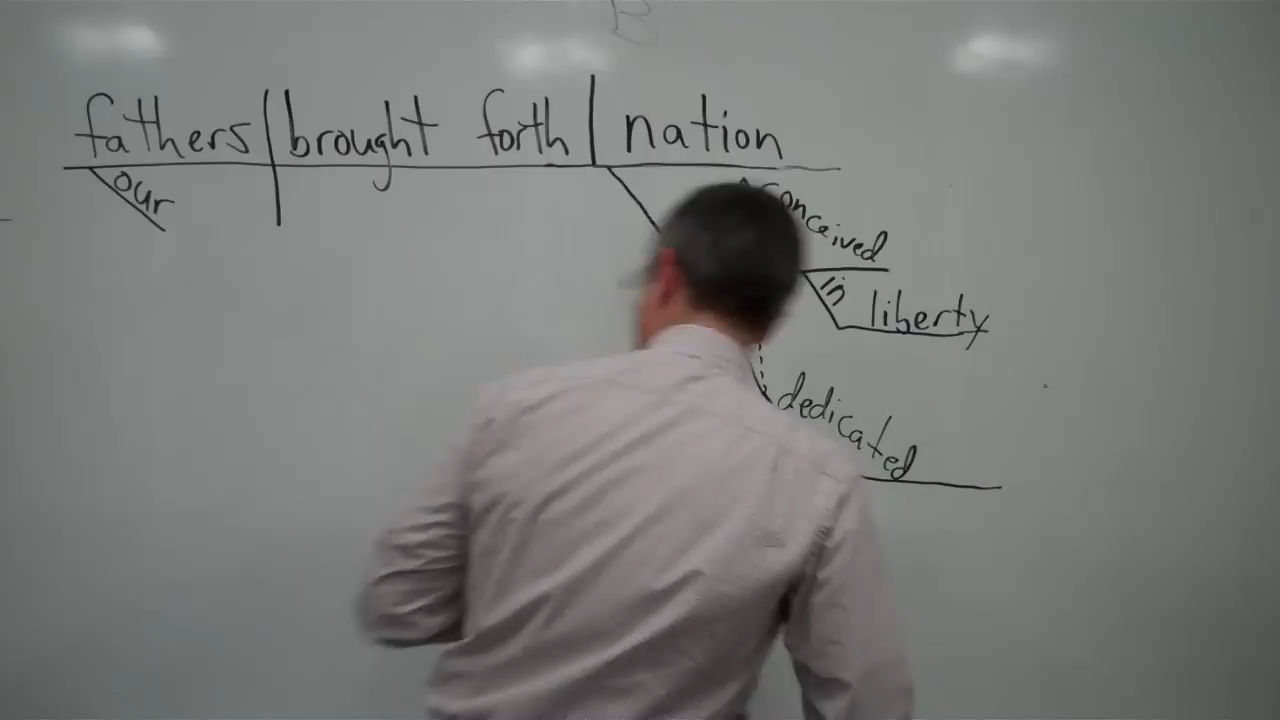 fathers brought forth nation
our
conceived
in liberty
dedicated